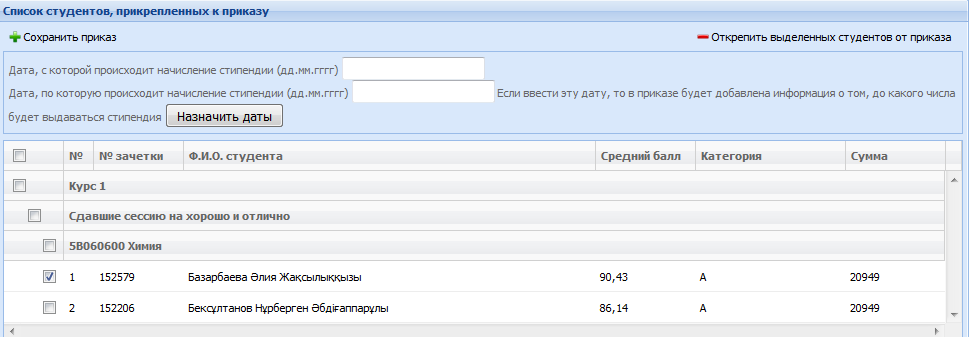 Список студентов, прикрепленных к приказу
Сохранить приказ Открепить выделенных студентов от приказа
Дата, с которой происходит начисление стипендии (дд.мм.гггг)
Дата, по которую происходит начисление стипендии (дд.мм.гггг) Если ввести эту дату, то в приказе будет добавлена информация о том, до какого числа
будет выдаваться стипендия Назначить даты
№ № зачетки Ф.И.О. студента Средний балл Категория Сумма
Курс 1
Сдавшие сессию на хорошо и отлично
5B060600 Химия
1 152579 Базарбаева Әлия Жақсылыққызы 90,43 А 20949
2 152206 Бексұлтанов Нұрберген Әбдіғаппарұлы 86,14 А 20949